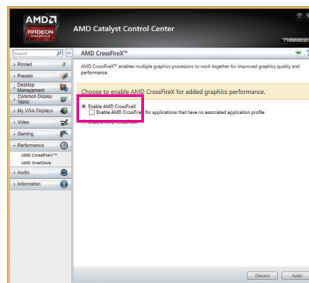 AMD
RADEON
GRAPHICS
AMD Catalyst Control Center
Preferences
Search
AMD CrossFireX™
Pinned
Presets
Desktop Management
Common Display Tasks
My VGA Displays
Video
Gaming
Performance
AMD CrossFireX™
AMD OverDrive
Audio
Information
AMD CrossFireX™ enables multiple graphics processors to work together for improved graphics quality and
performance.
Choose to enable AMD CrossFireX for added graphics performance.
Enable AMD CrossFireX
Enable AMD CrossFireX for applications that have no associated application profile
Discard
Apply